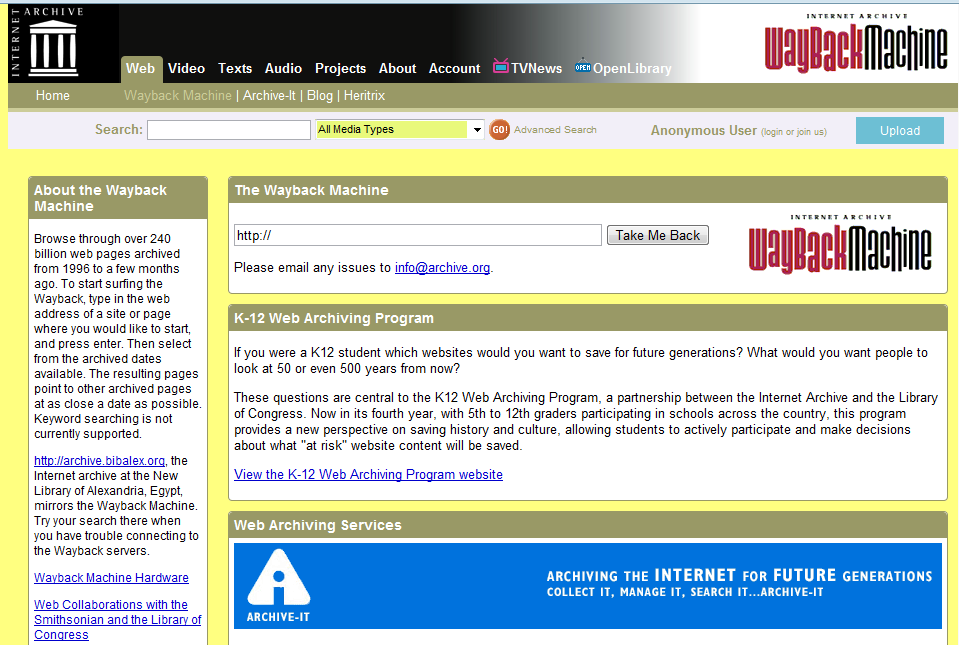 INTERNET ARCHIVE
INTERNET ARCHIVE
WayBackMachine
Web Video Texts Audio Projects About Account TVNews OPEN OpenLibrary
Home Wayback Machine | Archive-It | Blog | Heritrix
Search: All Media Types GO! Advanced Search Anonymous User (login or join us) Upload
About the Wayback
Machine
Browse through over 240
billion web pages archived
from 1996 to a few months
ago. To start surfing the
Wayback, type in the web
address of a site or page
where you would like to start,
and press enter. Then select
from the archived dates
available. The resulting pages
point to other archived pages
at as close a date as possible.
Keyword searching is not
currently supported.
http://archive.bibalex.org, the
Internet archive at the New
Library of Alexandria, Egypt,
mirrors the Wayback Machine.
Try your search there when
you have trouble connecting to
the Wayback servers.
Wayback Machine Hardware
Web Collaborations with the
Smithsonian and the Library of
Congress
The Wayback Machine
http:// Take Me Back
INTERNET ARCHIVE
WayBackMachine
Please email any issues to info@archive.org.
K-12 Web Archiving Program
If you were a K12 student which websites would you want to save for future generations? What would you want people to
look at 50 or even 500 years from now?
These questions are central to the K12 Web Archiving Program, a partnership between the Internet Archive and the Library
of Congress. Now in its fourth year, with 5th to 12th graders participating in schools across the country, this program
provides a new perspective on saving history and culture, allowing students to actively participate and make decisions
about what "at risk" website content will be saved.
View the K-12 Web Archiving Program website
Web Archiving Services
ARCHIVE-IT
ARCHIVING THE INTERNET FOR FUTURE GENERATIONS
COLLECT IT, MANAGE IT, SEARCH IT...ARCHIVE-IT